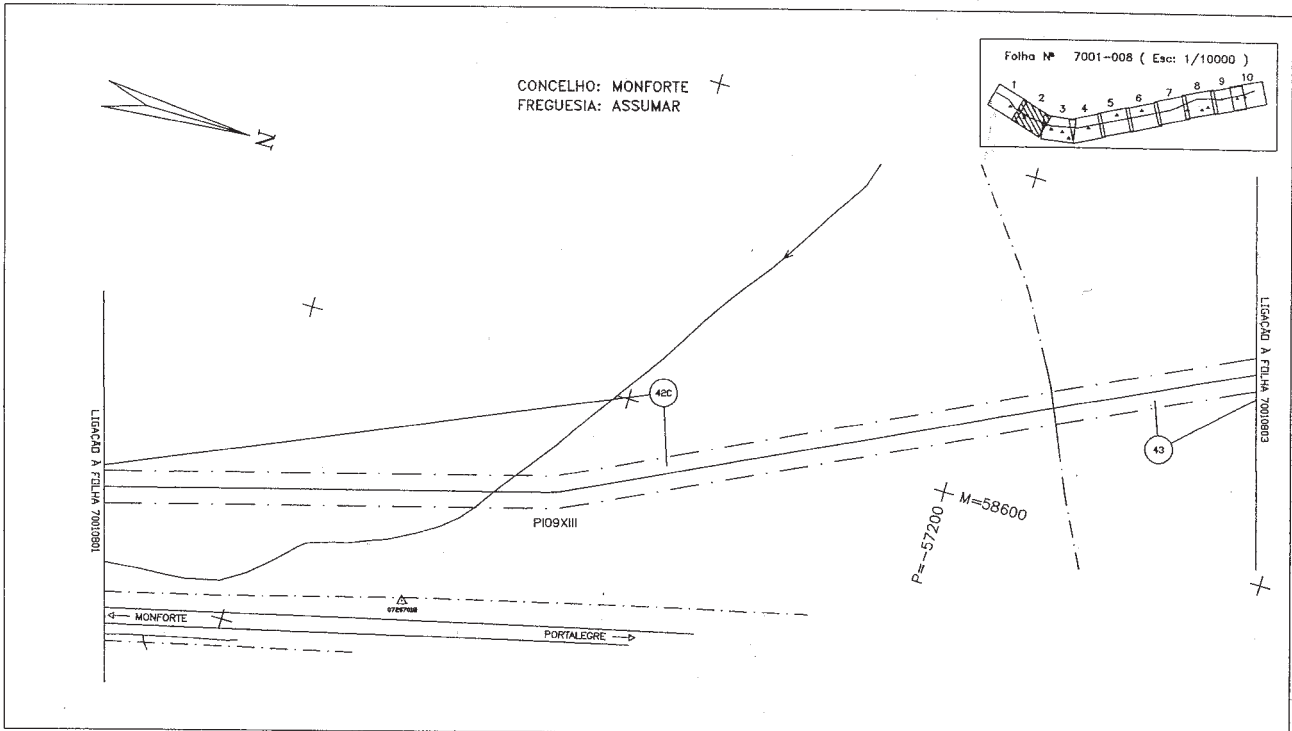 Folha Nº 7001-008 ( Esc: 1/10000 )
1 2 3 4 5 6 7 8 9 10
CONCELHO: MONFORTE
FREGUESIA: ASSUMAR
N
LIGAÇÃO À FOLHA 70010801
LIGAÇÃO À FOLHA 70010803
42C
43
M=58600
P=-57200
PI09XIII
MONFORTE
PORTALEGRE